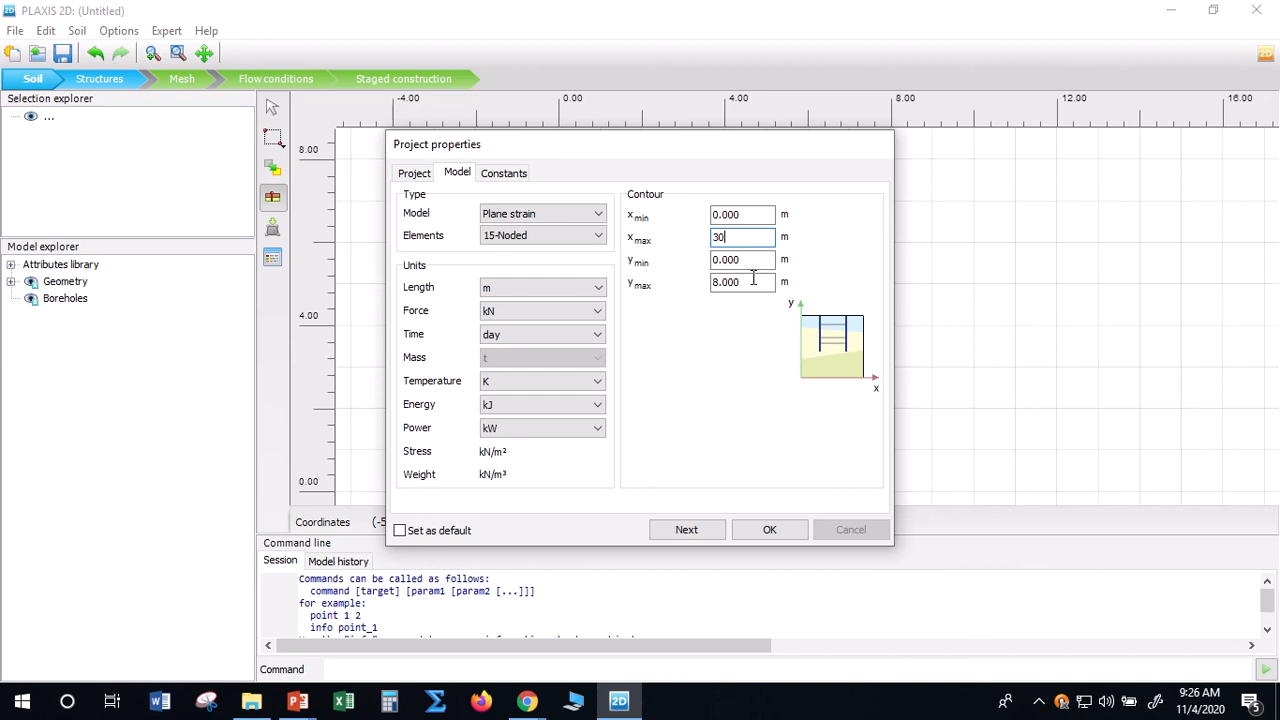 PLAXIS 2D: (Untitled)
File Edit Soil Options Expert Help
Soil Structures Mesh Flow conditions Staged construction
Selection explorer
...
Model explorer
Attributes library
Geometry
Boreholes
-4.00 0.00 4.00 8.00 12.00 16.00
8.00
4.00
0.00
Project properties
Project Model Constants
Type
Model Plane strain
Elements 15-Noded
Units
Length m
Force kN
Time day
Mass t
Temperature K
Energy kJ
Power kW
Stress kN/m²
Weight kN/m³
Contour
x min 0.000 m
x max 30 m
y min 0.000 m
y max 8.000 m
y
x
Set as default Next OK Cancel
Coordinates (-5
Command line
Session Model history
Commands can be called as follows:
command [target] [param1 [param2 [...]]]
for example:
point 1 2
info point_1
Command
2D
9:26 AM
11/4/2020